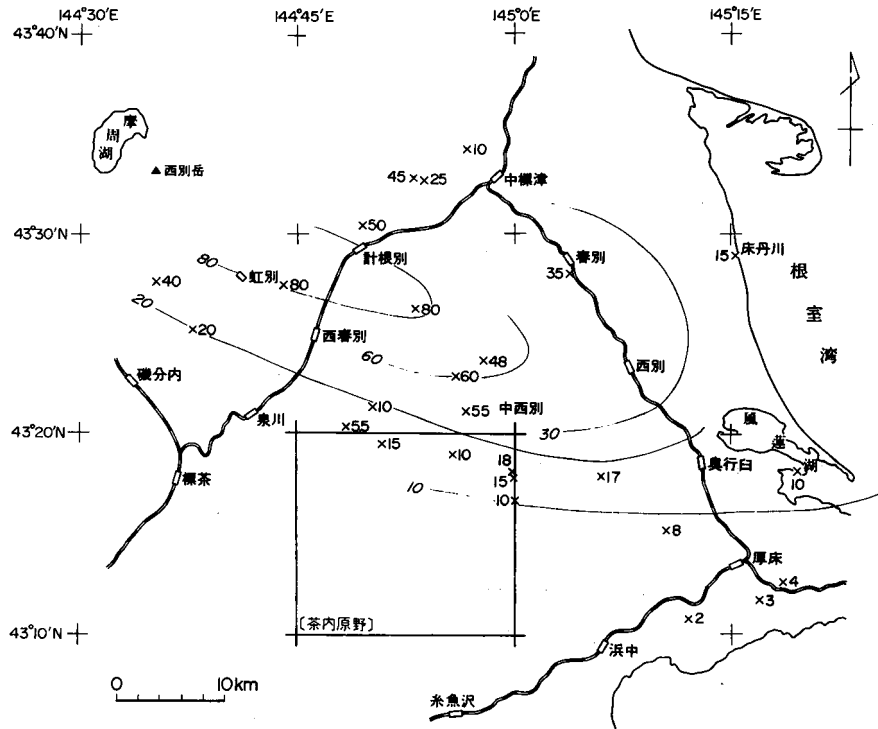 144°30′E
144°45′E
145°0′E
145°15′E
43°40′N
摩周湖
▲西別岳
×10
45× ×25
中標津
43°30′N
×50
計根別
春別
35×
15×
床丹川
根室湾
80
虹別
×40
×80
×80
20
×20
西春別
60
×48
×60
西別
磯分内
×10
×55
中西別
泉川
43°20′N
×55
×15
×10
30
風蓮湖
10
標茶
18
15×
×17
奥行臼
10
10×
×8
厚床
×4
×3
×2
43°10′N
〔茶内原野〕
浜中
糸魚沢
0 10km